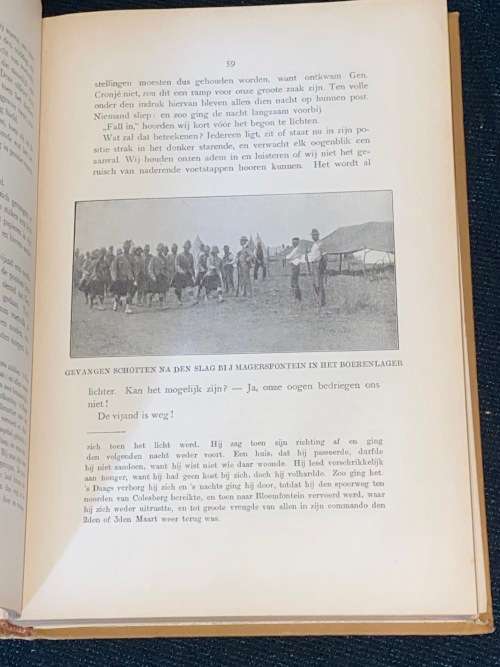 59
stellingen moesten dus gehouden worden, want ontkwam Gen.
Cronjé niet, zou dit een ramp voor onze groote zaak zijn. Ten volle
onder den indruk hiervan bleven allen dien nacht op hunnen post.
Niemand sliep: en zoo ging de nacht langzaam voorbij.
„Fall in,” hoorden wij kort vóór het begon te lichten.
Wat zal dat beteekenen? Iedereen ligt, zit of staat nu in zijn po-
sitie strak in het donker starende, en verwacht elk oogenblik een
aanval. Wij houden onzen adem in en luisteren of wij niet het ge-
ruisch van naderende voetstappen hooren kunnen. Het wordt al
GEVANGEN SCHOTTEN NA DEN SLAG BIJ MAGERSFONTEIN IN HET BOERENLAGER
lichter. Kan het mogelijk zijn? — Ja, onze oogen bedriegen ons
niet!
De vijand is weg!
zich toen het licht werd. Hij zag toen zijn richting af en ging
den volgenden nacht weder voort. Een huis, dat hij passeerde, durfde
hij niet aandoen, want hij wist niet wie daar woonde. Hij leed verschrikkelijk
aan honger, want hij had geen kost bij zich, doch hij volhardde. Zoo ging het
's Daags verborg hij zich en 's nachts ging hij door, totdat hij den spoorweg ten
noorden van Colesberg bereikte, en toen naar Bloemfontein vervoerd werd, waar
hij zich weder uitrustte, en tot groote vreugde van allen in zijn commando den
2den of 3den Maart weer terug was.